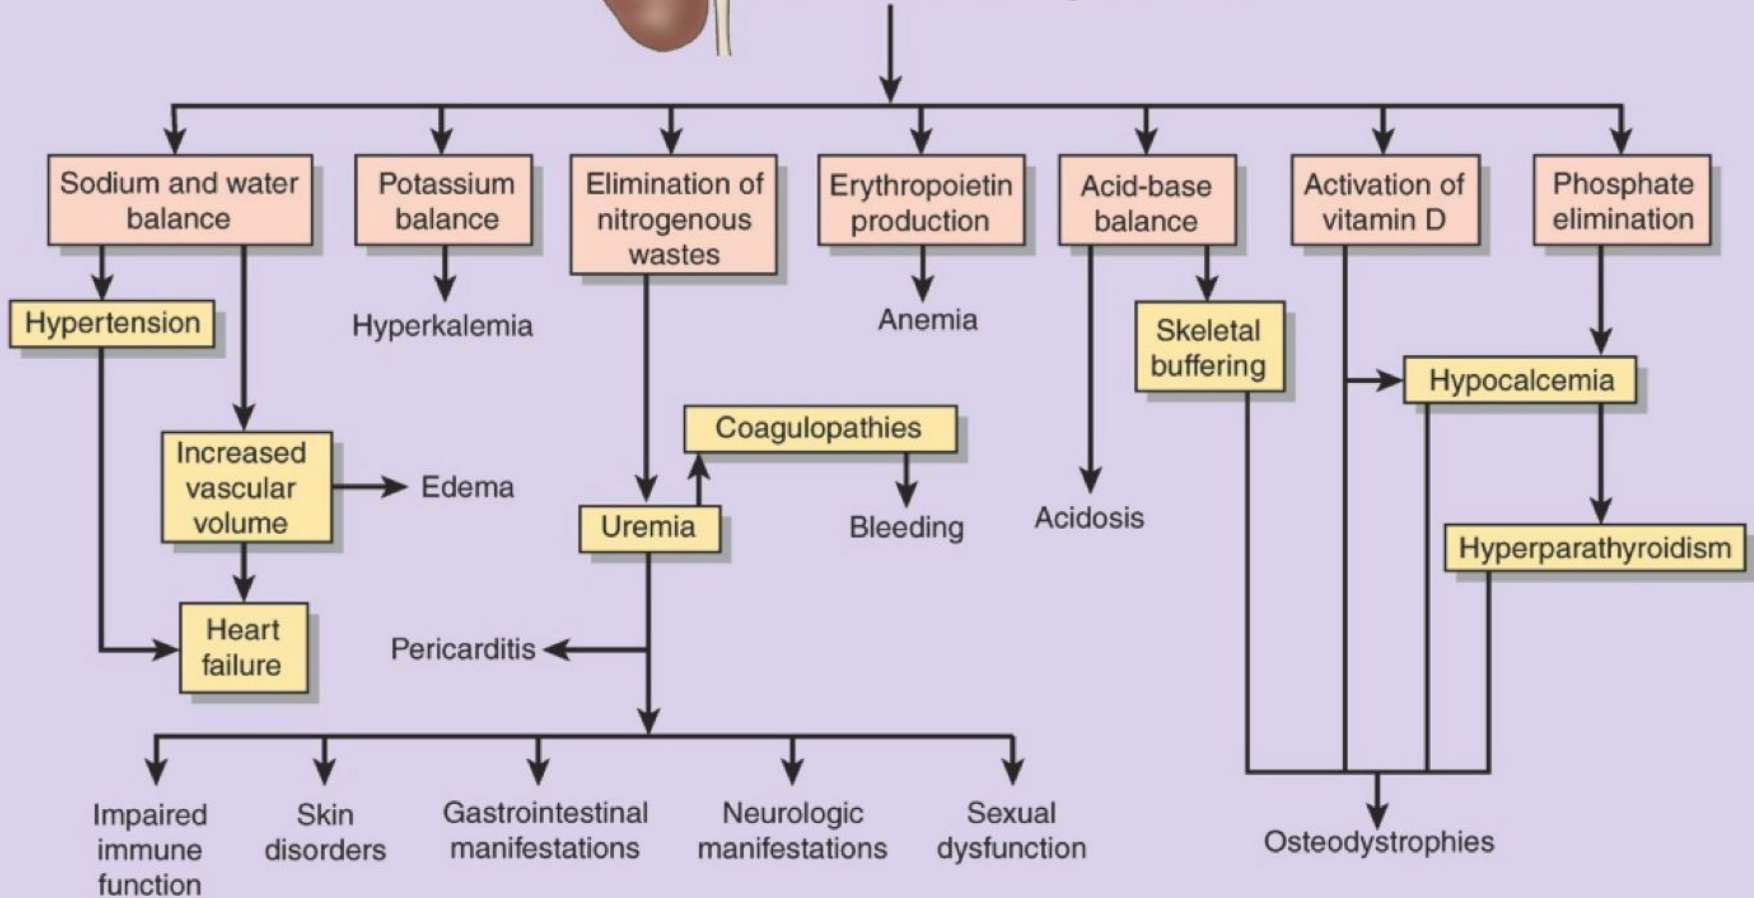 Sodium and water
balance
Potassium
balance
Elimination of
nitrogenous
wastes
Erythropoietin
production
Acid-base
balance
Activation of
vitamin D
Phosphate
elimination
Hypertension
Hyperkalemia
Anemia
Skeletal
buffering
Hypocalcemia
Coagulopathies
Increased
vascular
volume
Edema
Uremia
Bleeding
Acidosis
Hyperparathyroidism
Heart
failure
Pericarditis
Impaired
immune
function
Skin
disorders
Gastrointestinal
manifestations
Neurologic
manifestations
Sexual
dysfunction
Osteodystrophies